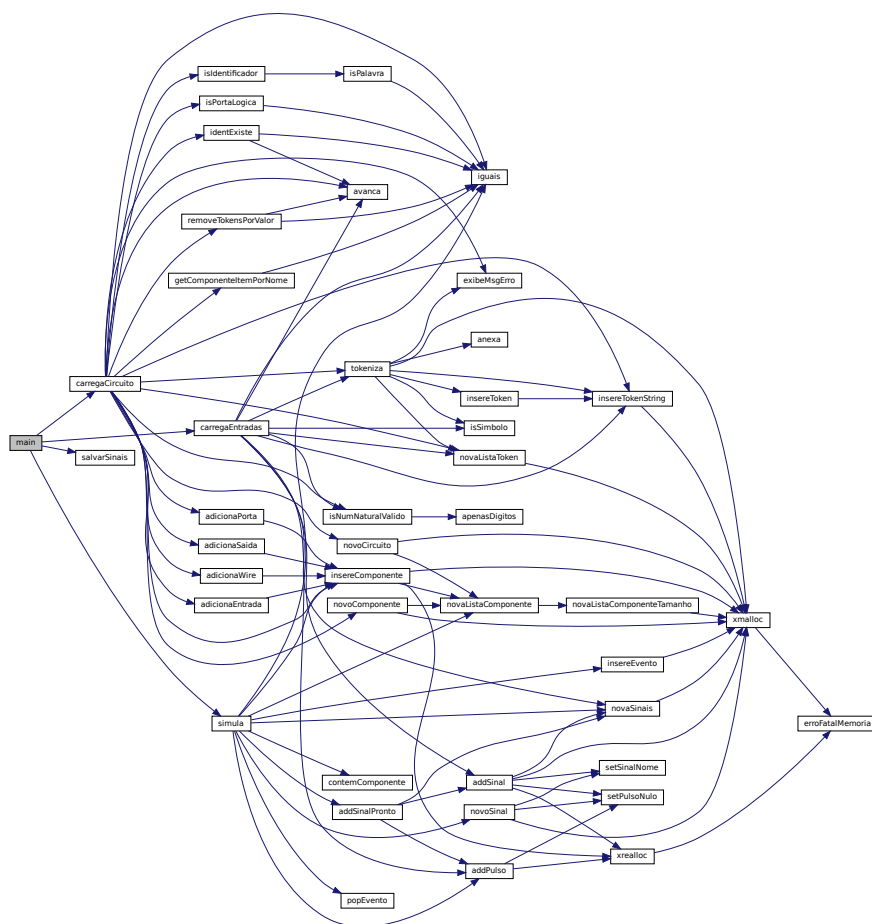 isIdentificador
isPalavra
isPortaLogica
identExiste
iguais
avanca
removeTokensPorValor
getComponenteItemPorNome
exibeMsgErro
anexa
tokeniza
carregaCircuito
insereToken
insereTokenString
carregaEntradas
isSimbolo
main
salvarSinais
novaListaToken
adicionaPorta
isNumNaturalValido
apenasDigitos
adicionaSaida
novoCircuito
adicionaWire
insereComponente
adicionaEntrada
novoComponente
novaListaComponente
novaListaComponenteTamanho
xmalloc
insereEvento
novaSinais
simula
erroFatalMemoria
setSinalNome
contemComponente
addSinal
setPulsoNulo
addSinalPronto
novoSinal
xrealloc
addPulso
popEvento